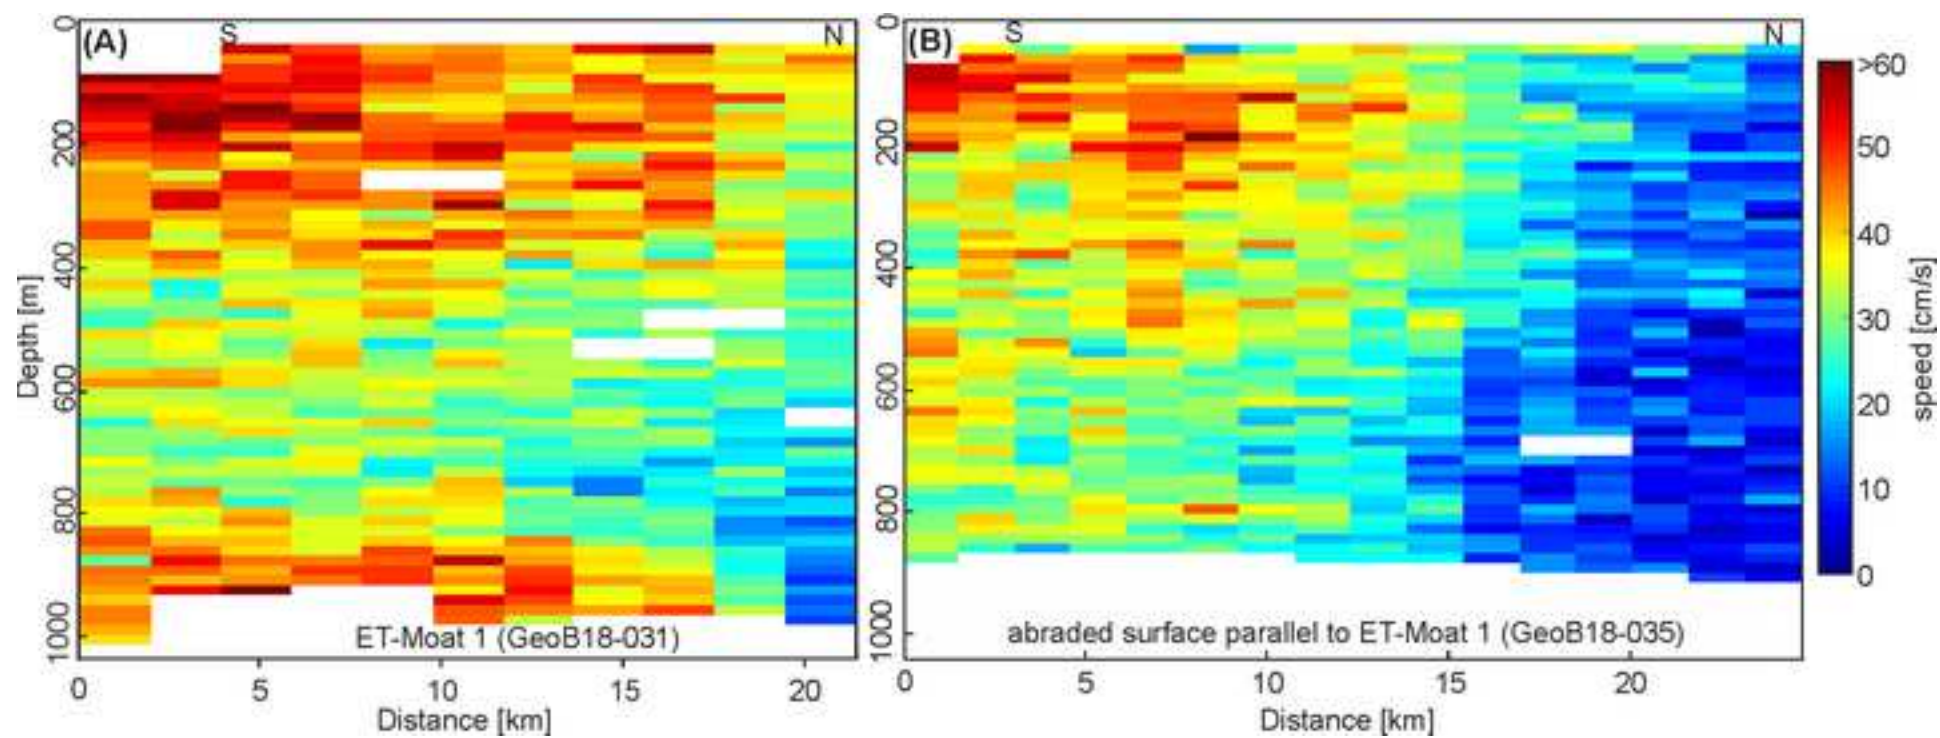 (A)
S
N
0
200
400
600
800
1000
Depth [m]
ET-Moat 1 (GeoB18-031)
0
5
10
15
20
Distance [km]
(B)
S
N
0
200
400
600
800
1000
abraded surface parallel to ET-Moat 1 (GeoB18-035)
0
5
10
15
20
Distance [km]
>60
50
40
30
20
10
0
speed [cm/s]